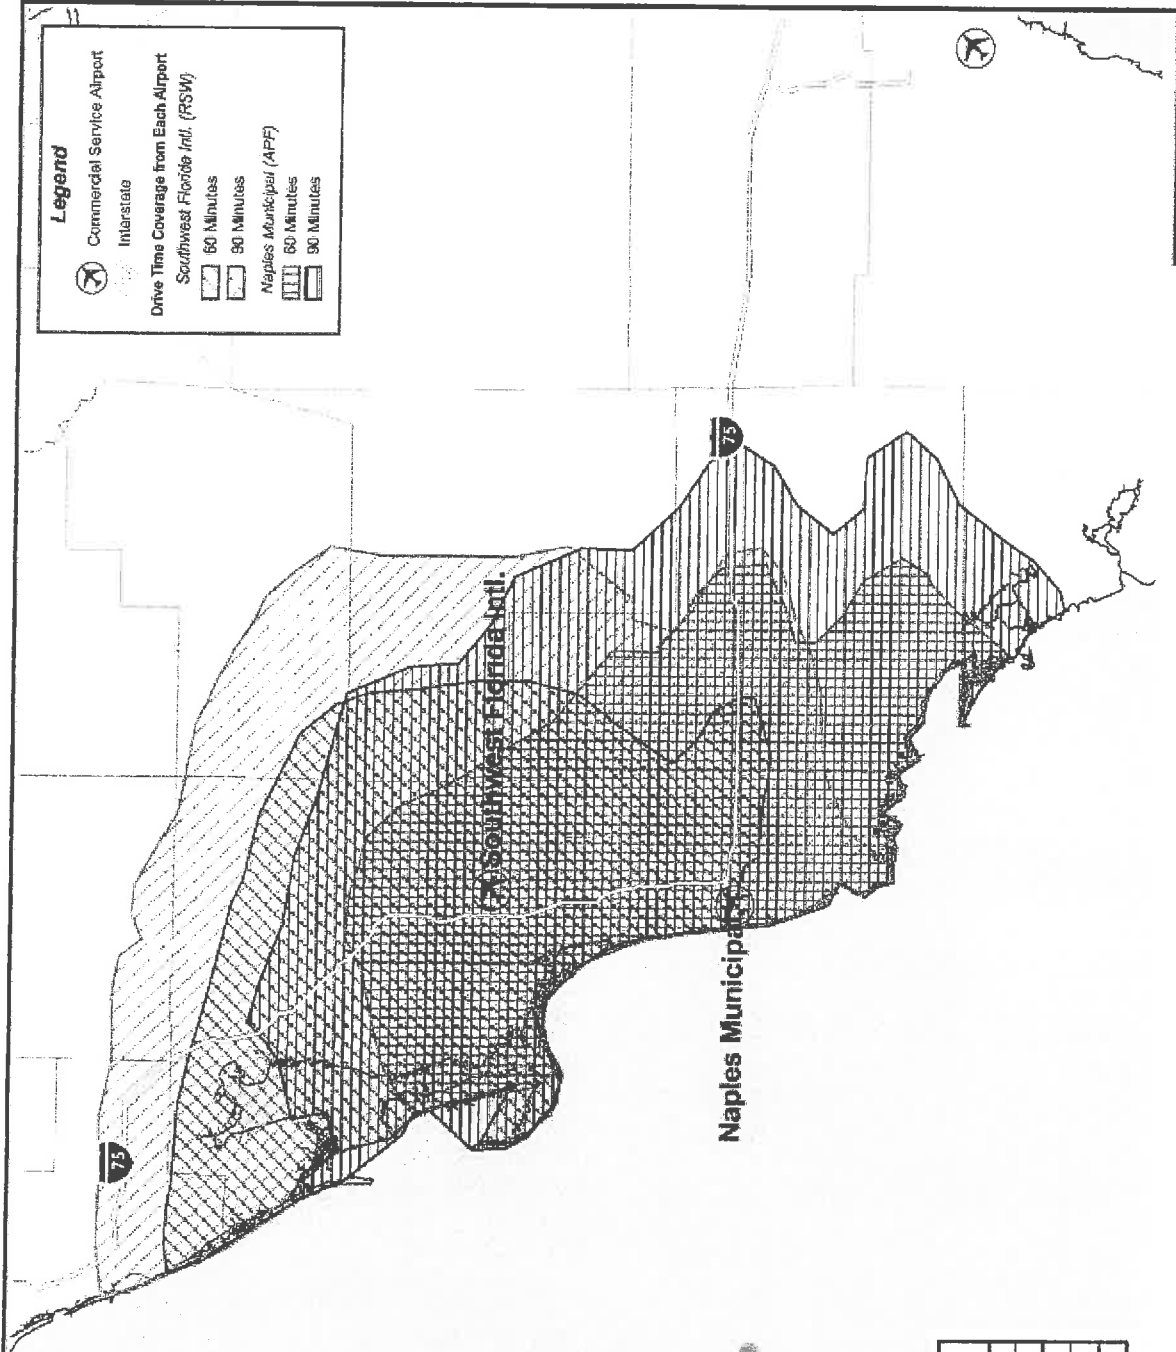 Legend
Commercial Service Airport
Interstate
Drive Time Coverage from Each Airport
Southwest Florida Intl. (RSW)
60 Minutes
90 Minutes
Naples Municipal (APF)
60 Minutes
90 Minutes
75
Southwest Florida Intl.
75
Naples Municipal